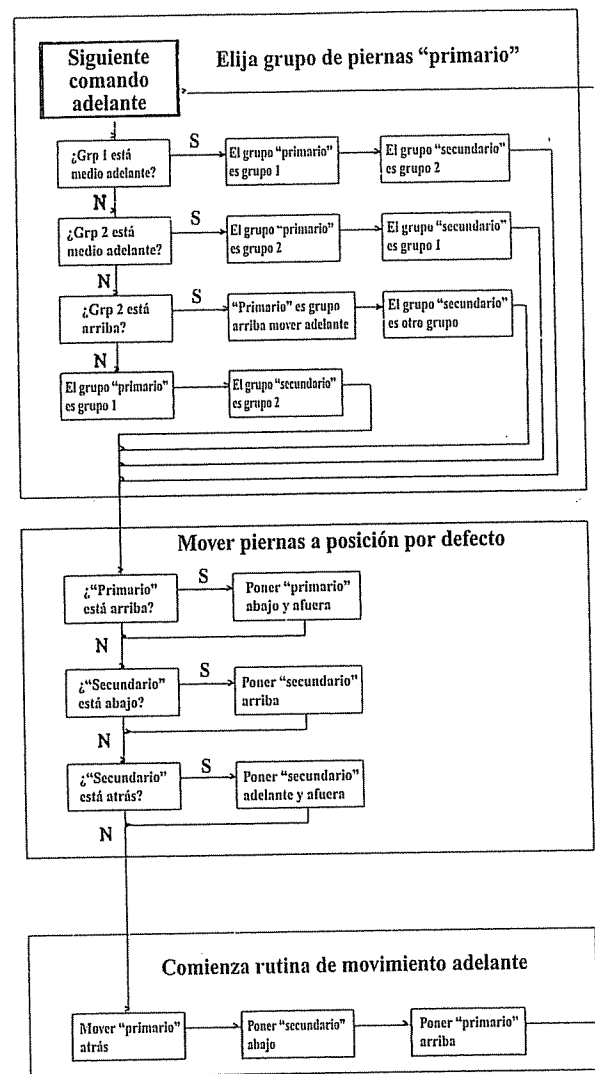 Siguiente
comando
adelante
Elija grupo de piernas “primario”
¿Grp 1 está
medio adelante?
S
El grupo “primario”
es grupo 1
El grupo “secundario”
es grupo 2
N
¿Grp 2 está
medio adelante?
S
El grupo “primario”
es grupo 2
El grupo “secundario”
es grupo 1
N
¿Grp 2 está
arriba?
S
“Primario” es grupo
arriba mover adelante
El grupo “secundario”
es otro grupo
N
El grupo “primario”
es grupo 1
El grupo “secundario”
es grupo 2
Mover piernas a posición por defecto
¿“Primario”
está arriba?
S
Poner “primario”
abajo y afuera
N
¿“Secundario”
está abajo?
S
Poner “secundario”
arriba
N
¿“Secundario”
está atrás?
S
Poner “secundario”
adelante y afuera
N
Comienza rutina de movimiento adelante
Mover “primario”
atrás
Poner “secundario”
abajo
Poner “primario”
arriba